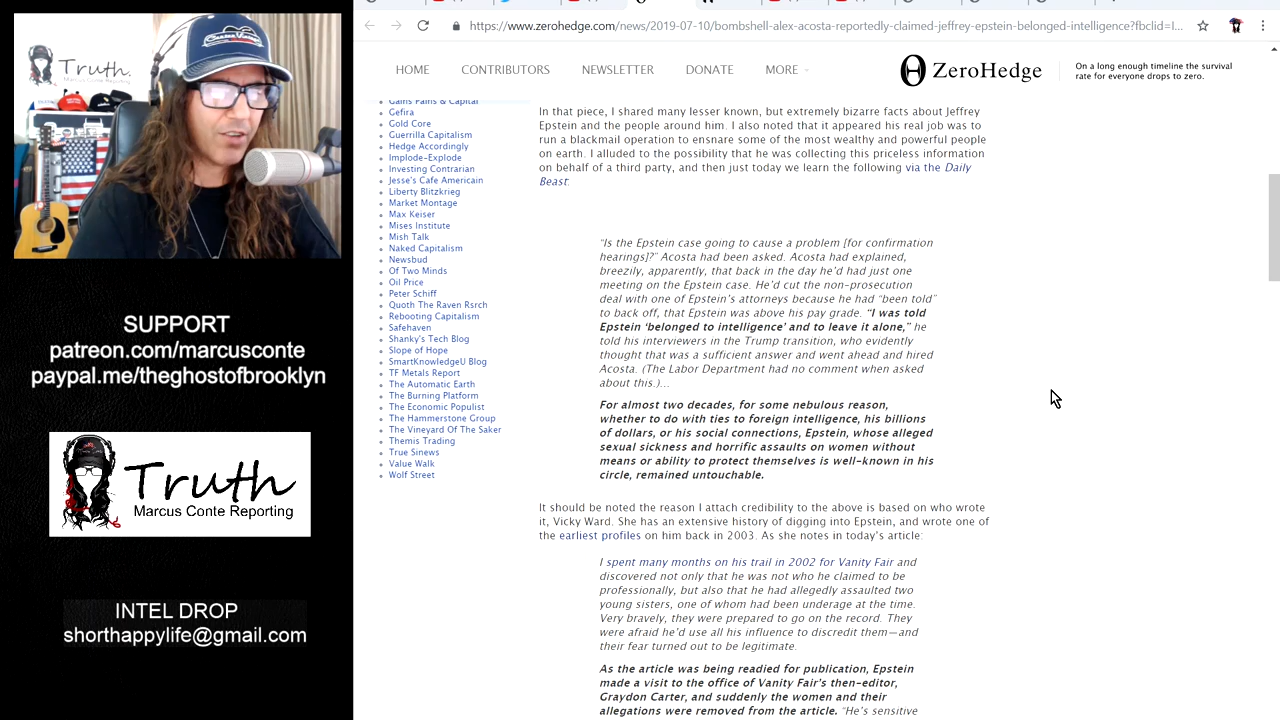 https://www.zerohedge.com/news/2019-07-10/bombshell-alex-acosta-reportedly-claimed-jeffrey-epstein-belonged-intelligence?fbclid=I...
HOME CONTRIBUTORS NEWSLETTER DONATE MORE
ZeroHedge
On a long enough timeline the survival
rate for everyone drops to zero.
Truth.
Marcus Conte Reporting
SUPPORT
patreon.com/marcusconte
paypal.me/theghostofbrooklyn
Truth
Marcus Conte Reporting
INTEL DROP
shorthappylife@gmail.com
Gains Pains & Capital
Gefira
Gold Core
Guerrilla Capitalism
Hedge Accordingly
Implode-Explode
Investing Contrarian
Jesse's Cafe Americain
Liberty Blitzkrieg
Market Montage
Max Keiser
Mises Institute
Mish Talk
Naked Capitalism
Newsbud
Of Two Minds
Oil Price
Peter Schiff
Quoth The Raven Rsrch
Rebooting Capitalism
Safehaven
Shanky's Tech Blog
Slope of Hope
SmartKnowledgeU Blog
TF Metals Report
The Automatic Earth
The Burning Platform
The Economic Populist
The Hammerstone Group
The Vineyard Of The Saker
Themis Trading
True Sinews
Value Walk
Wolf Street
In that piece, I shared many lesser known, but extremely bizarre facts about Jeffrey
Epstein and the people around him. I also noted that it appeared his real job was to
run a blackmail operation to ensnare some of the most wealthy and powerful people
on earth. I alluded to the possibility that he was collecting this priceless information
on behalf of a third party, and then just today we learn the following via the Daily
Beast:
“Is the Epstein case going to cause a problem [for confirmation
hearings]?” Acosta had been asked. Acosta had explained,
breezily, apparently, that back in the day he’d had just one
meeting on the Epstein case. He’d cut the non-prosecution
deal with one of Epstein’s attorneys because he had “been told”
to back off, that Epstein was above his pay grade. “I was told
Epstein ‘belonged to intelligence’ and to leave it alone,” he
told his interviewers in the Trump transition, who evidently
thought that was a sufficient answer and went ahead and hired
Acosta. (The Labor Department had no comment when asked
about this.)…
For almost two decades, for some nebulous reason,
whether to do with ties to foreign intelligence, his billions
of dollars, or his social connections, Epstein, whose alleged
sexual sickness and horrific assaults on women without
means or ability to protect themselves is well-known in his
circle, remained untouchable.
It should be noted the reason I attach credibility to the above is based on who wrote
it, Vicky Ward. She has an extensive history of digging into Epstein, and wrote one of
the earliest profiles on him back in 2003. As she notes in today’s article:
I spent many months on his trail in 2002 for Vanity Fair and
discovered not only that he was not who he claimed to be
professionally, but also that he had allegedly assaulted two
young sisters, one of whom had been underage at the time.
Very bravely, they were prepared to go on the record. They
were afraid he’d use all his influence to discredit them—and
their fear turned out to be legitimate.
As the article was being readied for publication, Epstein
made a visit to the office of Vanity Fair’s then-editor,
Graydon Carter, and suddenly the women and their
allegations were removed from the article. “He’s sensitive